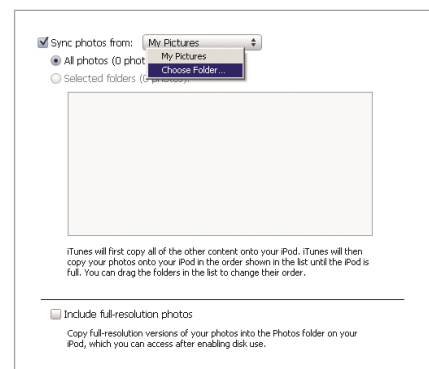 Sync photos from: My Pictures
My Pictures
All photos (0 phot
Choose Folder...
Selected folders (0 photos):
iTunes will first copy all of the other content onto your iPod. iTunes will then
copy your photos onto your iPod in the order shown in the list until the iPod is
full. You can drag the folders in the list to change their order.
Include full-resolution photos
Copy full-resolution versions of your photos into the Photos folder on your
iPod, which you can access after enabling disk use.